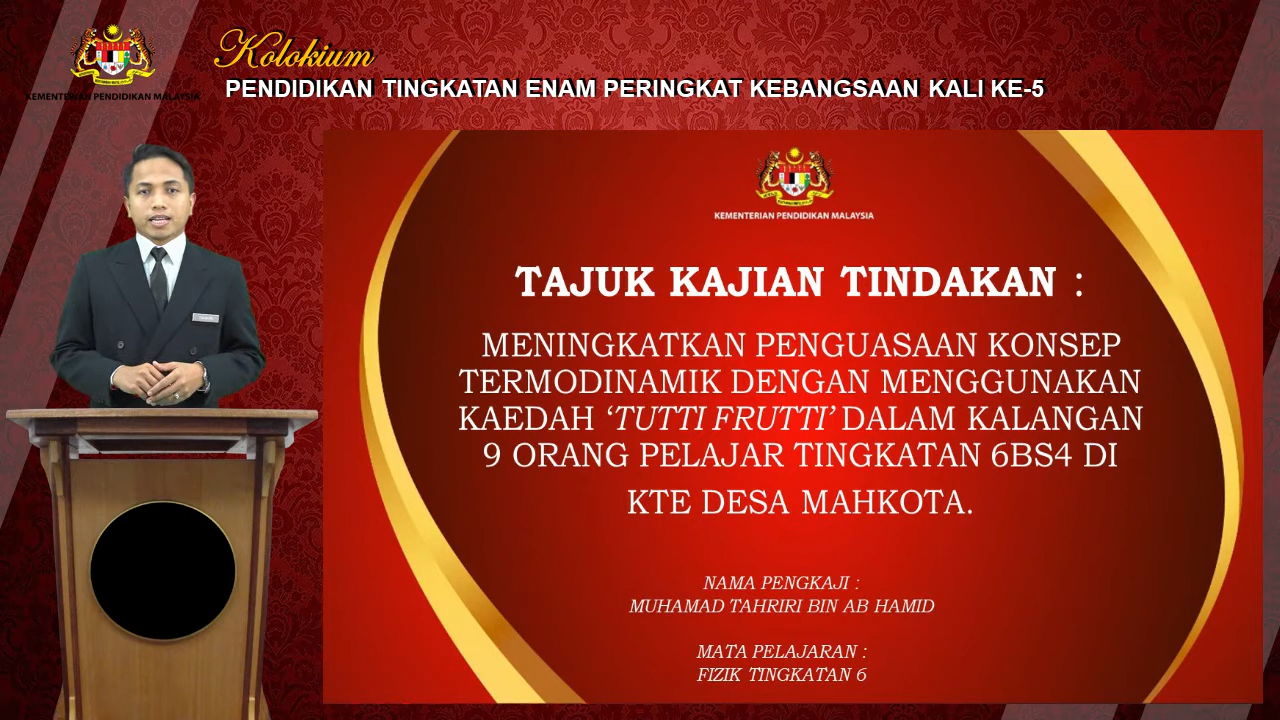 Kolokium
PENDIDIKAN TINGKATAN ENAM PERINGKAT KEBANGSAAN KALI KE-5
KEMENTERIAN PENDIDIKAN MALAYSIA
KEMENTERIAN PENDIDIKAN MALAYSIA
TAJUK KAJIAN TINDAKAN :
MENINGKATKAN PENGUASAAN KONSEP
TERMODINAMIK DENGAN MENGGUNAKAN
KAEDAH ‘TUTTI FRUTTI’ DALAM KALANGAN
9 ORANG PELAJAR TINGKATAN 6BS4 DI
KTE DESA MAHKOTA.
NAMA PENGKAJI :
MUHAMAD TAHRIRI BIN AB HAMID
MATA PELAJARAN :
FIZIK TINGKATAN 6